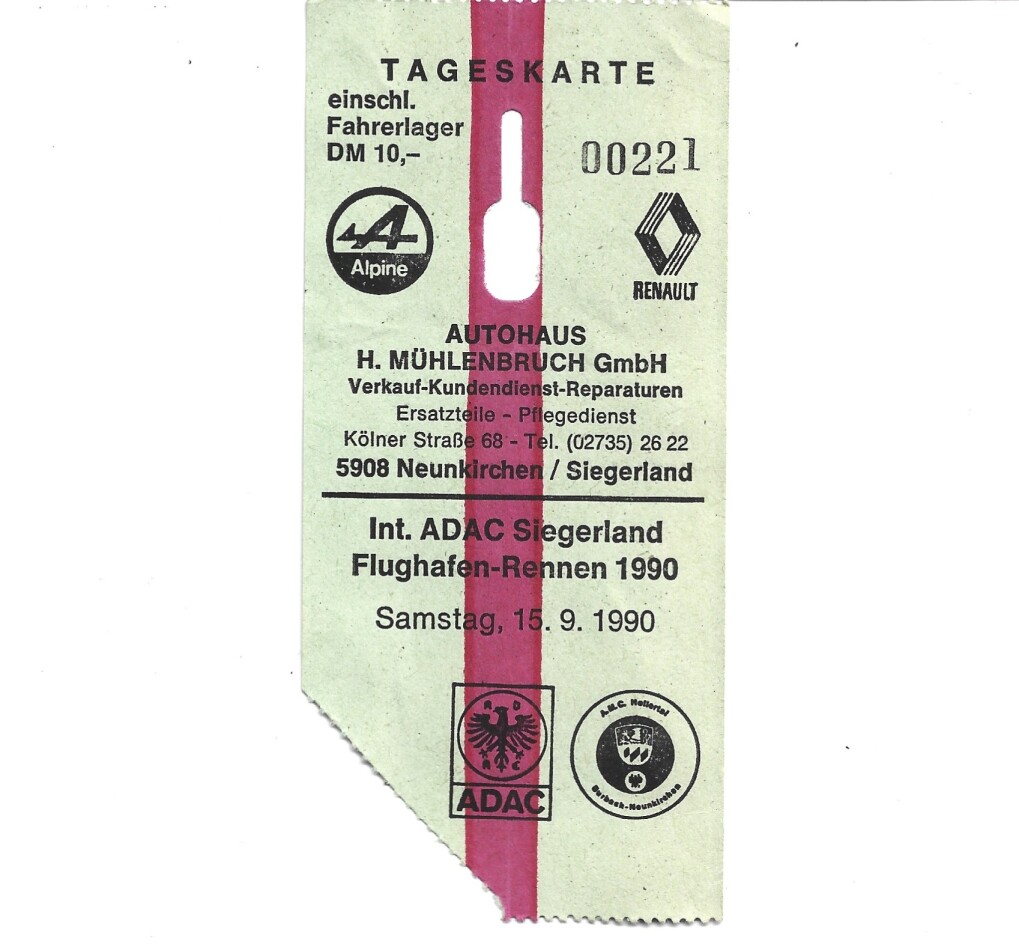 TAGESKARTE
einschl.
Fahrerlager
DM 10,–
00221
Alpine
RENAULT
AUTOHAUS
H. MÜHLENBRUCH GmbH
Verkauf-Kundendienst-Reparaturen
Ersatzteile - Pflegedienst
Kölner Straße 68 - Tel. (02735) 26 22
5908 Neunkirchen / Siegerland
Int. ADAC Siegerland
Flughafen-Rennen 1990
Samstag, 15. 9. 1990
A D
A C
ADAC
A.M.C. Hellertal
Burbach-Neunkirchen